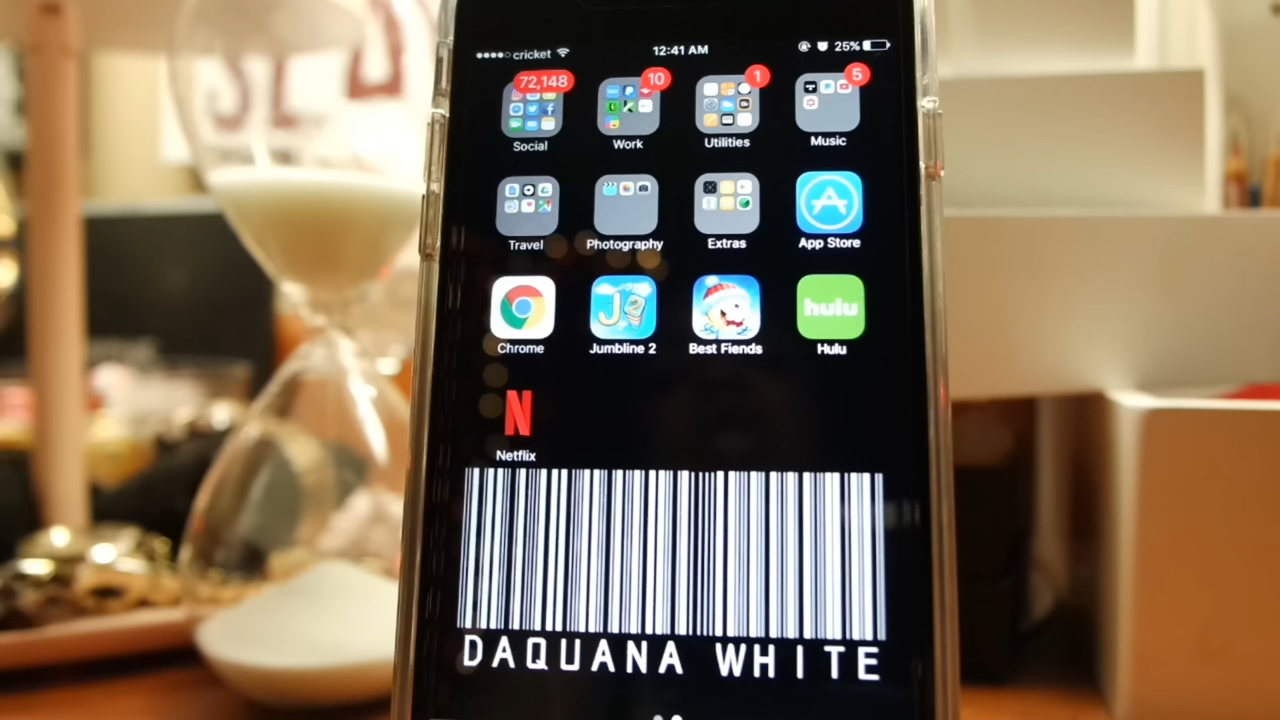 cricket 12:41 AM 25%
72,148 10 1 5
Social Work Utilities Music
Travel Photography Extras App Store
hulu
Chrome Jumbline 2 Best Fiends Hulu
N
Netflix
DAQUANA WHITE